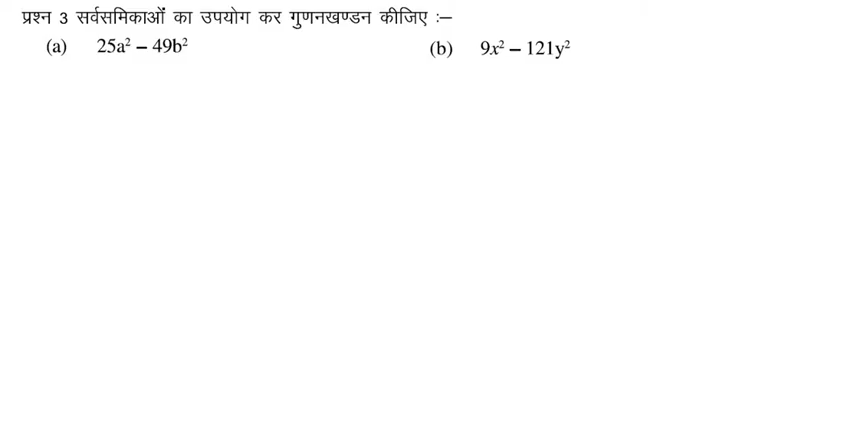 प्रश्न 3 सर्वसमिकाओं का उपयोग कर गुणनखण्डन कीजिए :–
(a) 25a² – 49b² (b) 9x² – 121y²